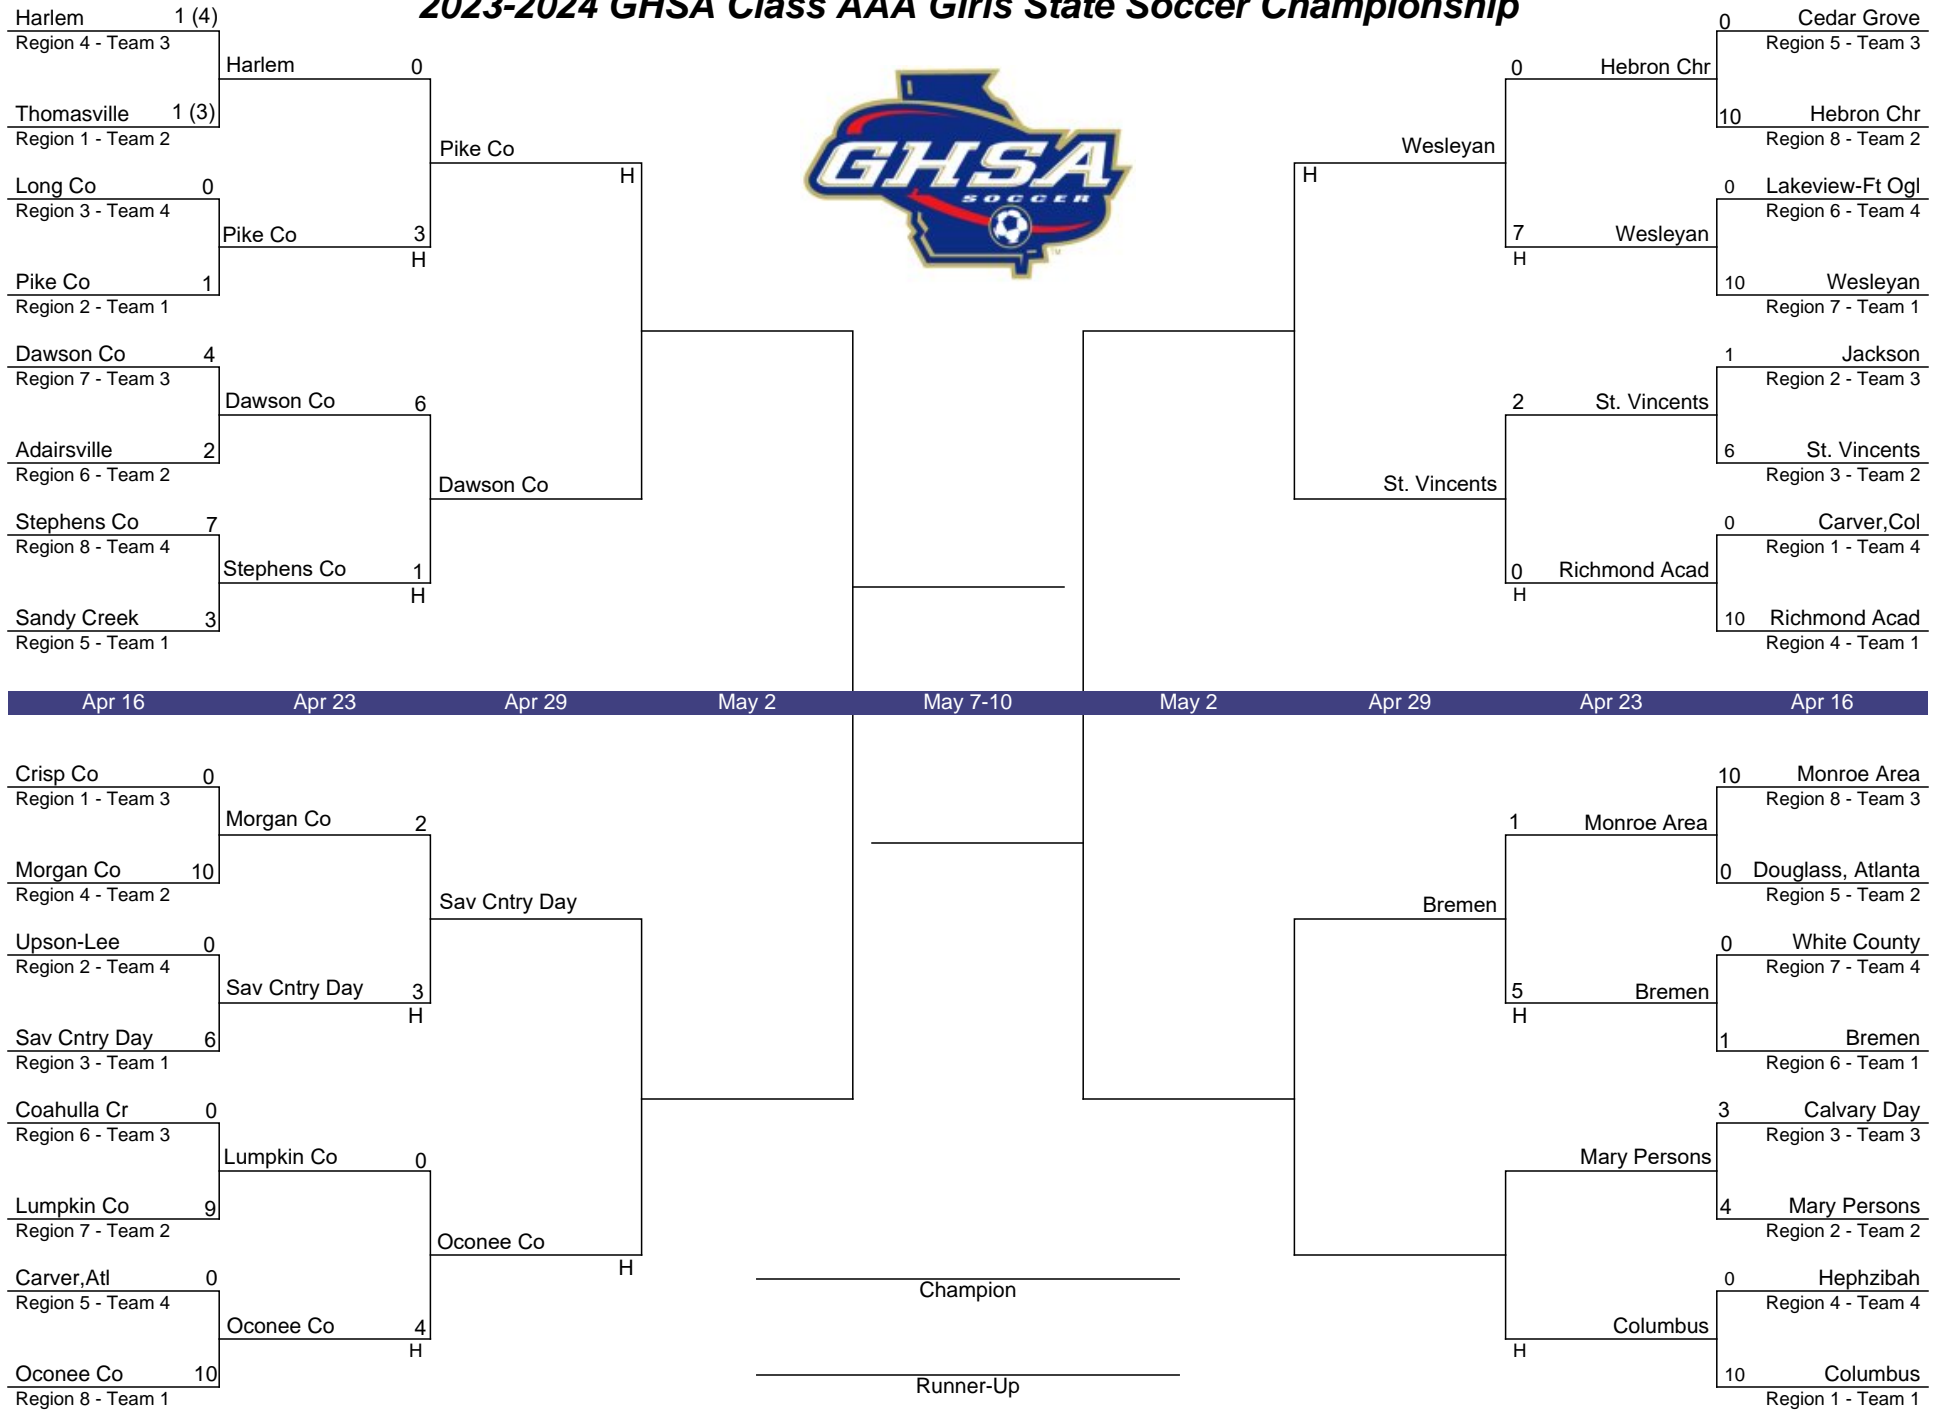 2023-2024 GHSA Class AAA Girls State Soccer Championship
Harlem 1 (4)
Region 4 - Team 3
Thomasville 1 (3)
Region 1 - Team 2
Long Co 0
Region 3 - Team 4
Pike Co 1
Region 2 - Team 1
Dawson Co 4
Region 7 - Team 3
Adairsville 2
Region 6 - Team 2
Stephens Co 7
Region 8 - Team 4
Sandy Creek 3
Region 5 - Team 1
Harlem 0
Pike Co 3
H
Dawson Co 6
Stephens Co 1
H
Pike Co
H
Dawson Co
GHSA
SOCCER
TM
Wesleyan
H
St. Vincents
0 Hebron Chr
7 Wesleyan
H
2 St. Vincents
0 Richmond Acad
H
0 Cedar Grove
Region 5 - Team 3
10 Hebron Chr
Region 8 - Team 2
0 Lakeview-Ft Ogl
Region 6 - Team 4
10 Wesleyan
Region 7 - Team 1
1 Jackson
Region 2 - Team 3
6 St. Vincents
Region 3 - Team 2
0 Carver,Col
Region 1 - Team 4
10 Richmond Acad
Region 4 - Team 1
Apr 16 Apr 23 Apr 29 May 2 May 7-10 May 2 Apr 29 Apr 23 Apr 16
Crisp Co 0
Region 1 - Team 3
Morgan Co 10
Region 4 - Team 2
Upson-Lee 0
Region 2 - Team 4
Sav Cntry Day 6
Region 3 - Team 1
Coahulla Cr 0
Region 6 - Team 3
Lumpkin Co 9
Region 7 - Team 2
Carver,Atl 0
Region 5 - Team 4
Oconee Co 10
Region 8 - Team 1
Morgan Co 2
Sav Cntry Day 3
H
Lumpkin Co 0
Oconee Co 4
H
Sav Cntry Day
Oconee Co
H
Champion
Runner-Up
Bremen
1 Monroe Area
5 Bremen
H
Mary Persons
Columbus
H
10 Monroe Area
Region 8 - Team 3
0 Douglass, Atlanta
Region 5 - Team 2
0 White County
Region 7 - Team 4
1 Bremen
Region 6 - Team 1
3 Calvary Day
Region 3 - Team 3
4 Mary Persons
Region 2 - Team 2
0 Hephzibah
Region 4 - Team 4
10 Columbus
Region 1 - Team 1